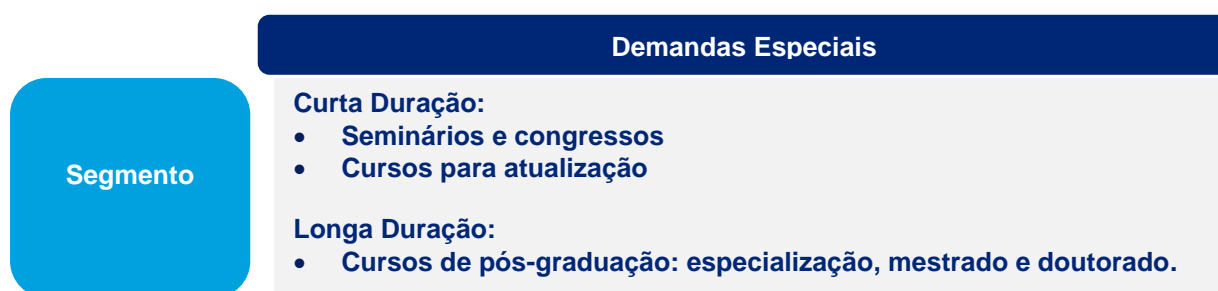 Demandas Especiais
Segmento
Curta Duração:
• Seminários e congressos
• Cursos para atualização
Longa Duração:
• Cursos de pós-graduação: especialização, mestrado e doutorado.